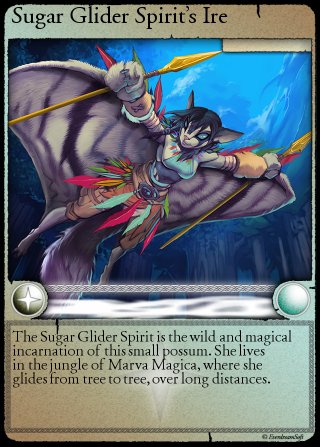 Sugar Glider Spirit's Ire
The Sugar Glider Spirit is the wild and magical
incarnation of this small possum. She lives
in the jungle of Marva Magica, where she
glides from tree to tree, over long distances.
© EverdreamSoft